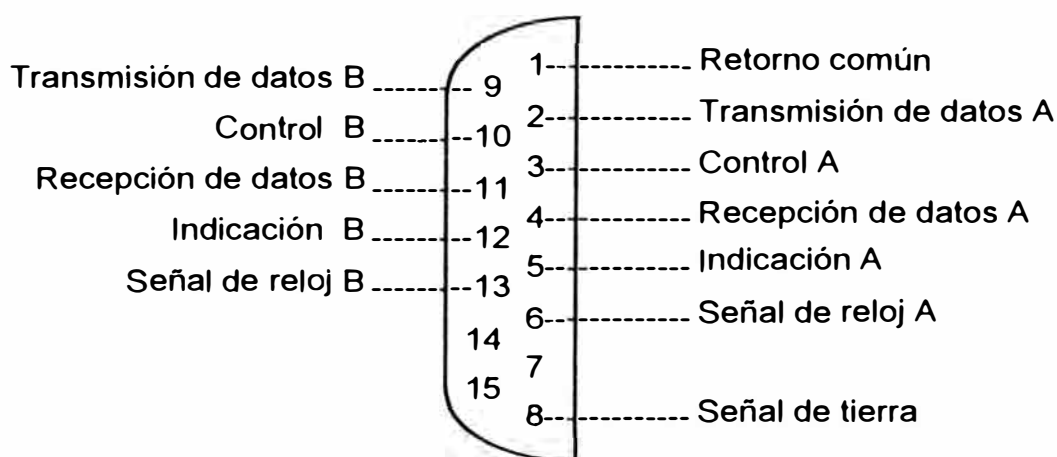 1 Retorno común
Transmisión de datos B 9
2 Transmisión de datos A
Control B 10
3 Control A
Recepción de datos B 11
4 Recepción de datos A
Indicación B 12
5 Indicación A
Señal de reloj B 13
6 Señal de reloj A
14
7
15
8 Señal de tierra